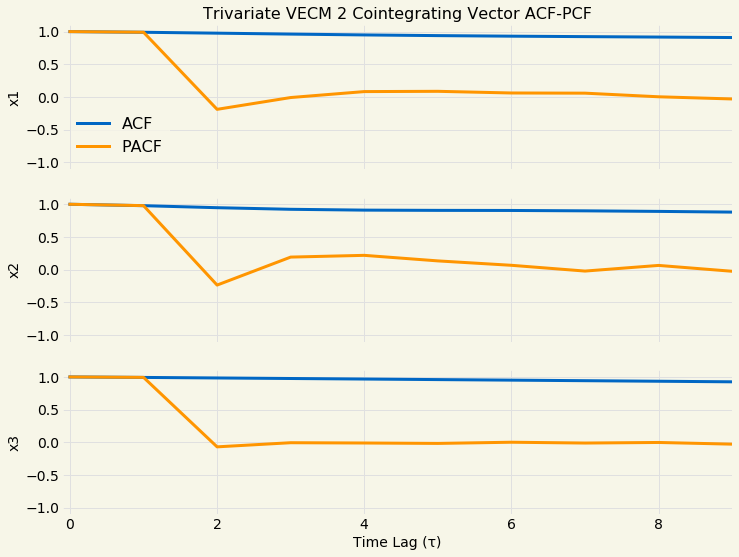 Trivariate VECM 2 Cointegrating Vector ACF-PCF
1.0
0.5
0.0
−0.5
−1.0
x1
ACF
PACF
1.0
0.5
0.0
−0.5
−1.0
x2
1.0
0.5
0.0
−0.5
−1.0
x3
0 2 4 6 8
Time Lag (τ)